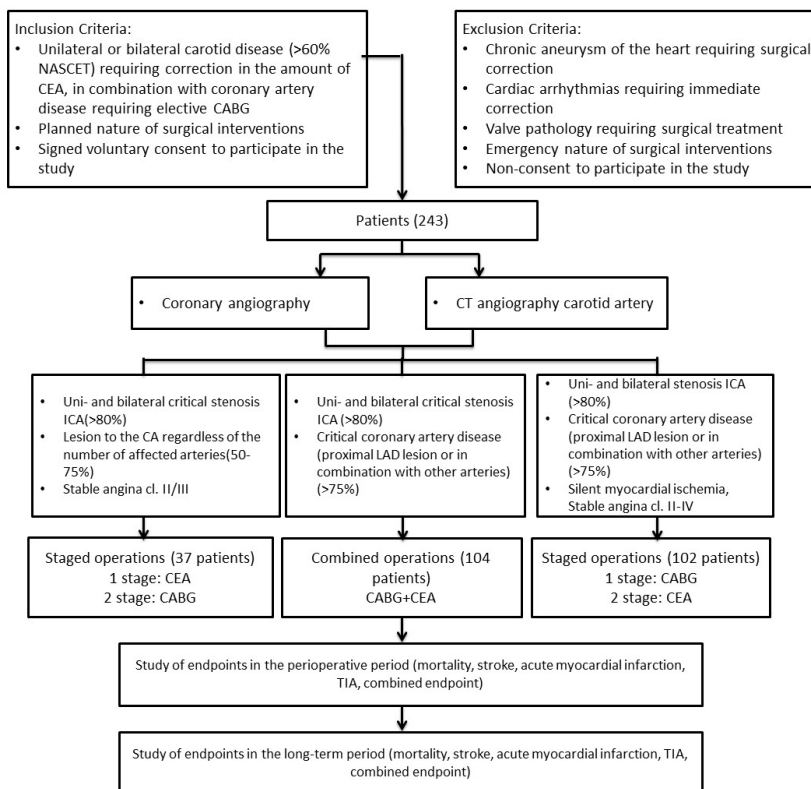 Inclusion Criteria:
• Unilateral or bilateral carotid disease (>60%
NASCET) requiring correction in the amount of
CEA, in combination with coronary artery
disease requiring elective CABG
• Planned nature of surgical interventions
• Signed voluntary consent to participate in the
study
Exclusion Criteria:
• Chronic aneurysm of the heart requiring surgical
correction
• Cardiac arrhythmias requiring immediate
correction
• Valve pathology requiring surgical treatment
• Emergency nature of surgical interventions
• Non-consent to participate in the study
Patients (243)
• Coronary angiography
• CT angiography carotid artery
• Uni- and bilateral critical stenosis
ICA(>80%)
• Lesion to the CA regardless of the
number of affected arteries(50-
75%)
• Stable angina cl. II/III
• Uni- and bilateral critical stenosis
ICA (>80%)
• Critical coronary artery disease
(proximal LAD lesion or in
combination with other arteries)
(>75%)
• Uni- and bilateral stenosis ICA
(>80%)
• Critical coronary artery disease
(proximal LAD lesion or in
combination with other arteries)
(>75%)
• Silent myocardial ischemia,
Stable angina cl. II-IV
Staged operations (37 patients)
1 stage: CEA
2 stage: CABG
Combined operations (104
patients)
CABG+CEA
Staged operations (102 patients)
1 stage: CABG
2 stage: CEA
Study of endpoints in the perioperative period (mortality, stroke, acute myocardial infarction,
TIA, combined endpoint)
Study of endpoints in the long-term period (mortality, stroke, acute myocardial infarction, TIA,
combined endpoint)